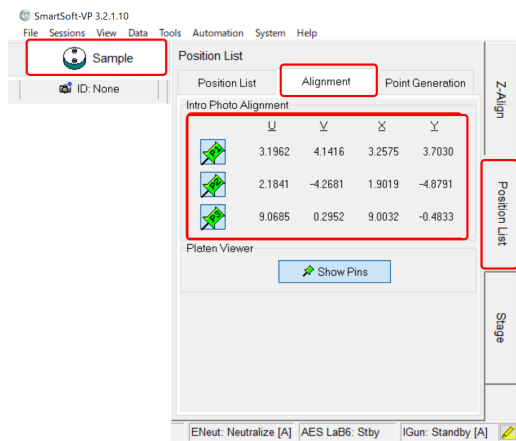 SmartSoft-VP 3.2.1.10
File Sessions View Data Tools Automation System Help
Sample
ID: None
Position List
Position List Alignment Point Generation
Intro Photo Alignment
U V X Y
P1 3.1962 4.1416 3.2575 3.7030
P2 2.1841 -4.2681 1.9019 -4.8791
P3 9.0685 0.2952 9.0032 -0.4833
Platen Viewer
Show Pins
Z-Align
Position List
Stage
ENeut: Neutralize [A] AES LaB6: Stby IGun: Standby [A]